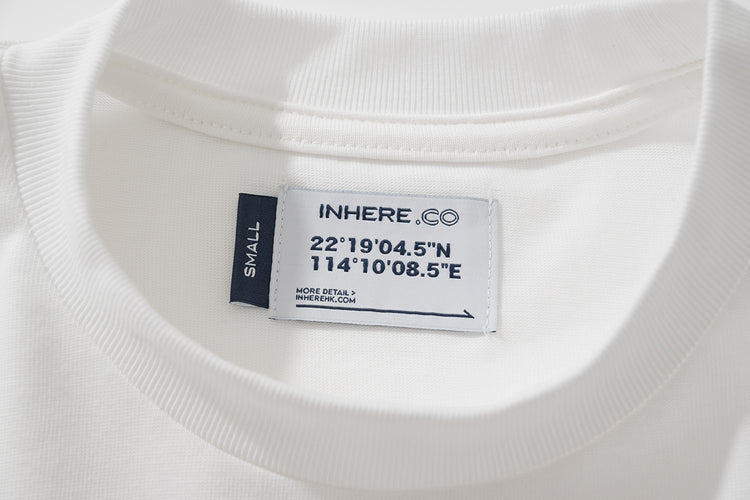 SMALL
INHERE.CO
22°19'04.5"N
114°10'08.5"E
MORE DETAIL >
INHEREHK.COM